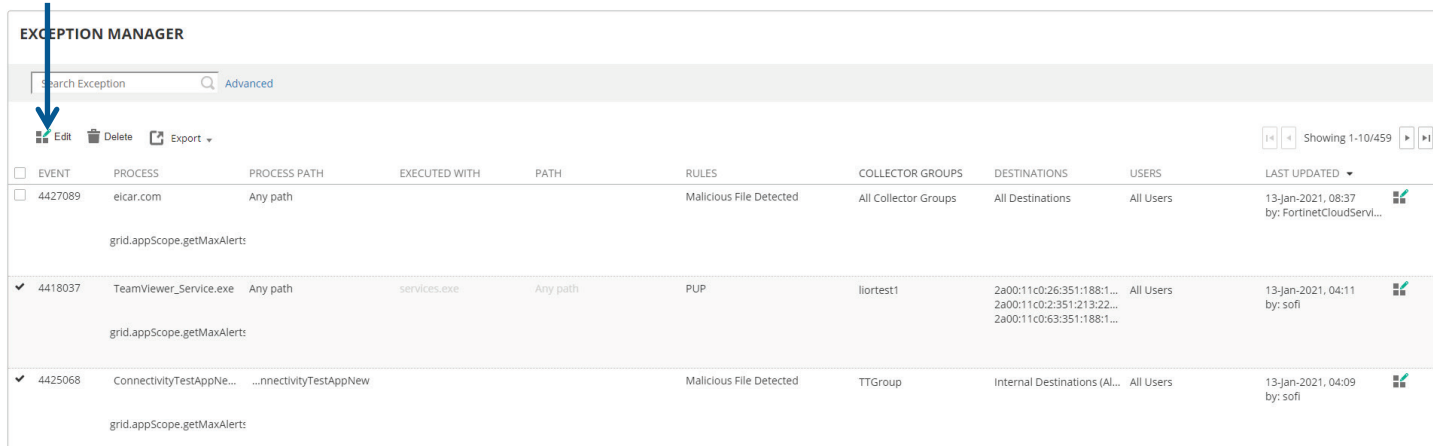 EXCEPTION MANAGER
Search Exception Advanced
Edit Delete Export Showing 1-10/459
EVENT PROCESS PROCESS PATH EXECUTED WITH PATH RULES COLLECTOR GROUPS DESTINATIONS USERS LAST UPDATED
4427089 eicar.com Any path Malicious File Detected All Collector Groups All Destinations All Users 13-Jan-2021, 08:37
by: FortinetCloudServi...
grid.appScope.getMaxAlerts
4418037 TeamViewer_Service.exe Any path services.exe Any path PUP liortest1 2a00:11c0:26:351:188:1... All Users 13-Jan-2021, 04:11
2a00:11c0:2:351:213:22... by: sofi
2a00:11c0:63:351:188:1...
grid.appScope.getMaxAlerts
4425068 ConnectivityTestAppNe... ...nnectivityTestAppNew Malicious File Detected TTGroup Internal Destinations (Al... All Users 13-Jan-2021, 04:09
by: sofi
grid.appScope.getMaxAlerts